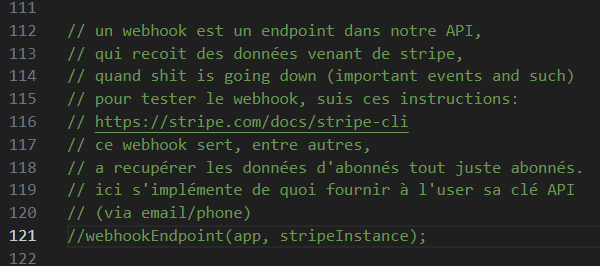 111
112 // un webhook est un endpoint dans notre API,
113 // qui recoit des données venant de stripe,
114 // quand shit is going down (important events and such)
115 // pour tester le webhook, suis ces instructions:
116 // https://stripe.com/docs/stripe-cli
117 // ce webhook sert, entre autres,
118 // a recupérer les données d'abonnés tout juste abonnés.
119 // ici s'implémente de quoi fournir à l'user sa clé API
120 // (via email/phone)
121 //webhookEndpoint(app, stripeInstance);
122